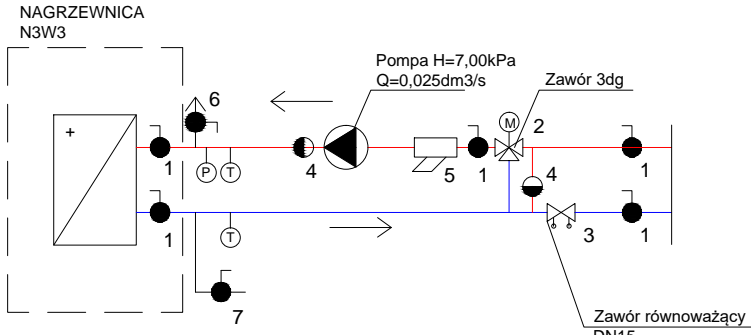 NAGRZEWNICA
N3W3
Pompa H=7,00kPa
Q=0,025dm3/s
Zawór 3dg
6
M
2
+
1
P
T
4
5
1
4
1
1
T
3
1
7
Zawór równoważący
DN15